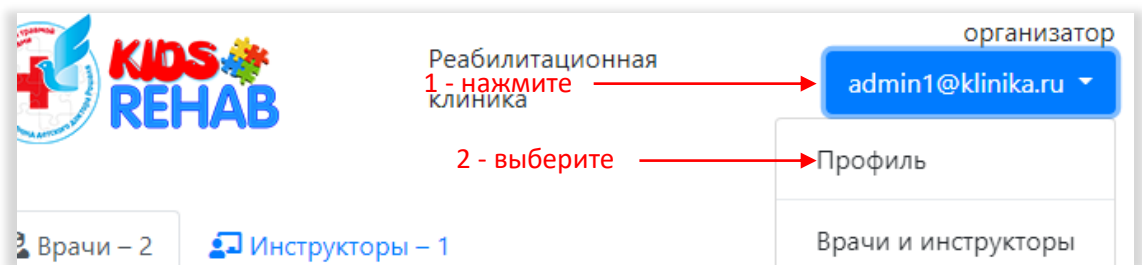 организатор
KIDS
REHAB
Реабилитационная
клиника
1 - нажмите
admin1@klinika.ru
2 - выберите
Профиль
Врачи – 2
Инструкторы – 1
Врачи и инструкторы